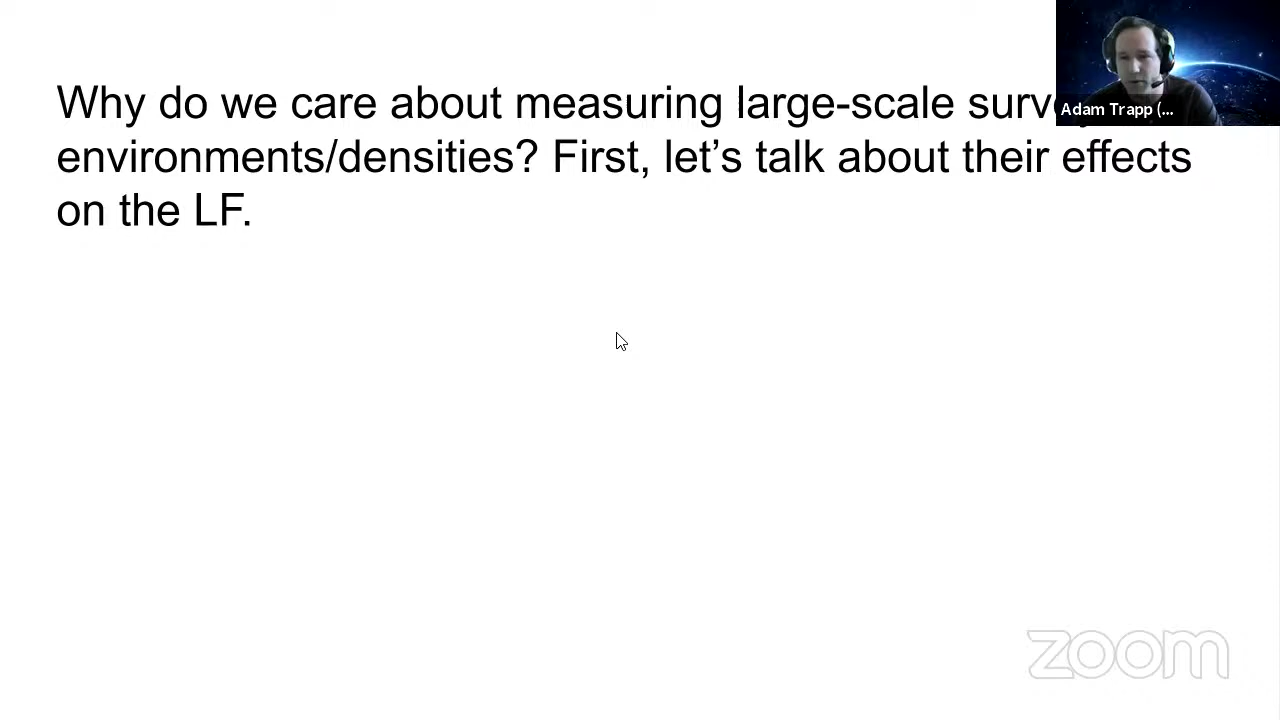 Why do we care about measuring large-scale
environments/densities? First, let’s talk about their effects
on the LF.
Adam Trapp (...
zoom